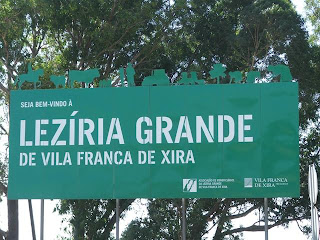 SEJA BEM-VINDO À
LEZÍRIA GRANDE
DE VILA FRANCA DE XIRA
VILA FRANCA
DE XIRA